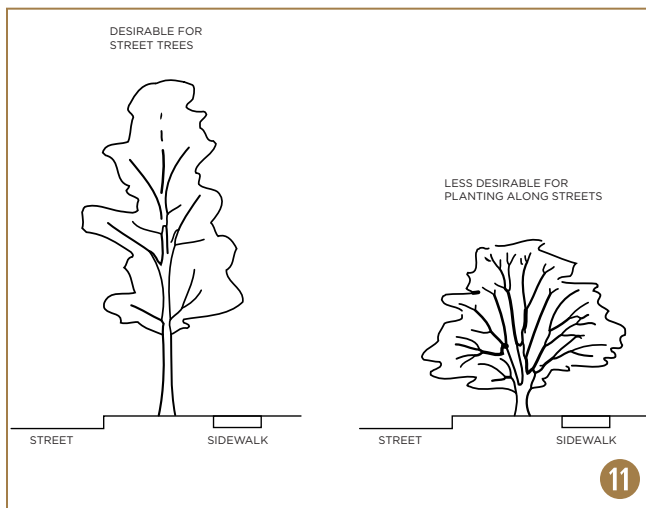 DESIRABLE FOR
STREET TREES
LESS DESIRABLE FOR
PLANTING ALONG STREETS
STREET
SIDEWALK
STREET
SIDEWALK
11